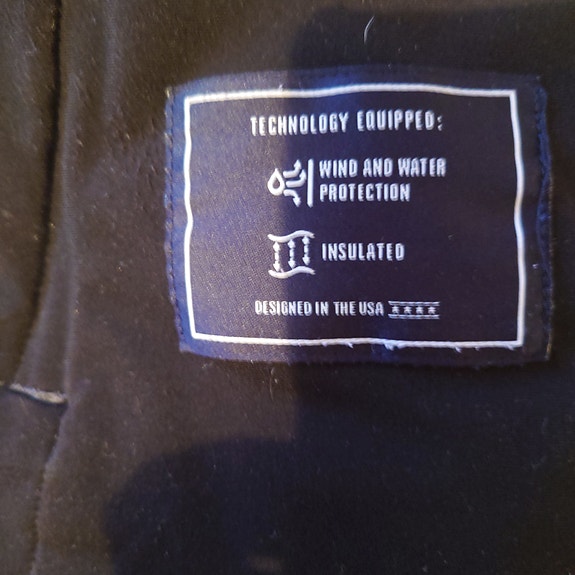 TECHNOLOGY EQUIPPED:
WIND AND WATER
PROTECTION
INSULATED
DESIGNED IN THE USA